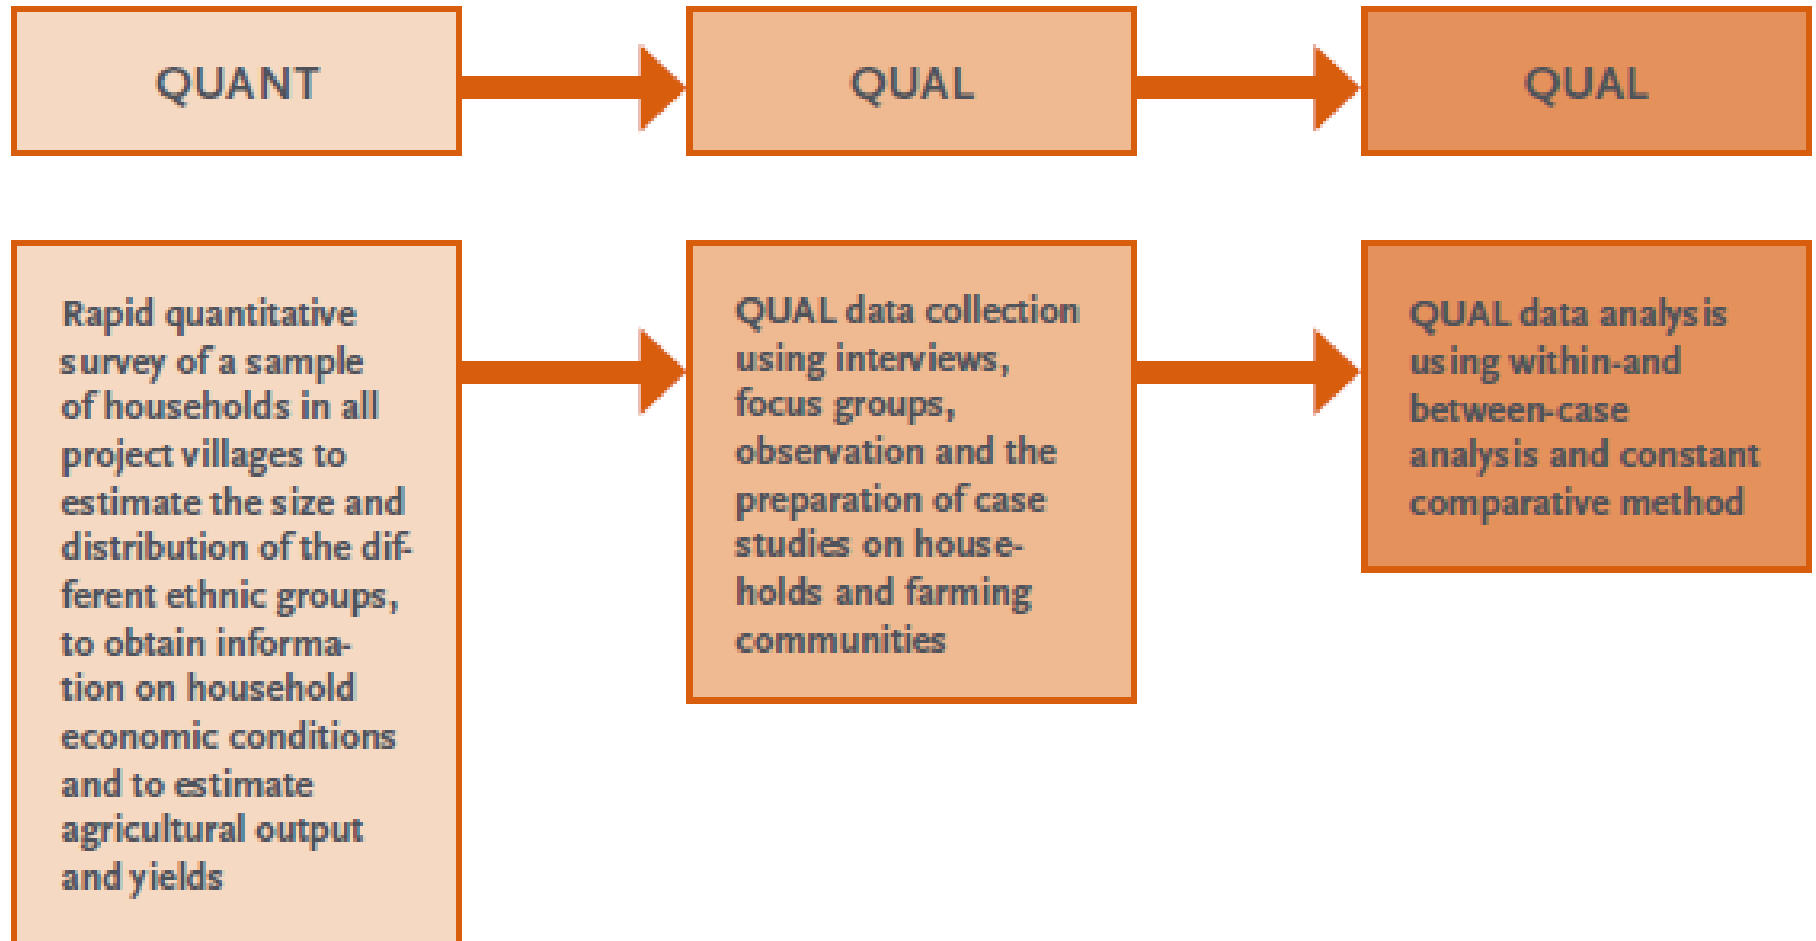 QUANT
QUAL
QUAL
Rapid quantitative
survey of a sample
of households in all
project villages to
estimate the size and
distribution of the dif-
ferent ethnic groups,
to obtain informa-
tion on household
economic conditions
and to estimate
agricultural output
and yields
QUAL data collection
using interviews,
focus groups,
observation and the
preparation of case
studies on house-
holds and farming
communities
QUAL data analysis
using within-and
between-case
analysis and constant
comparative method